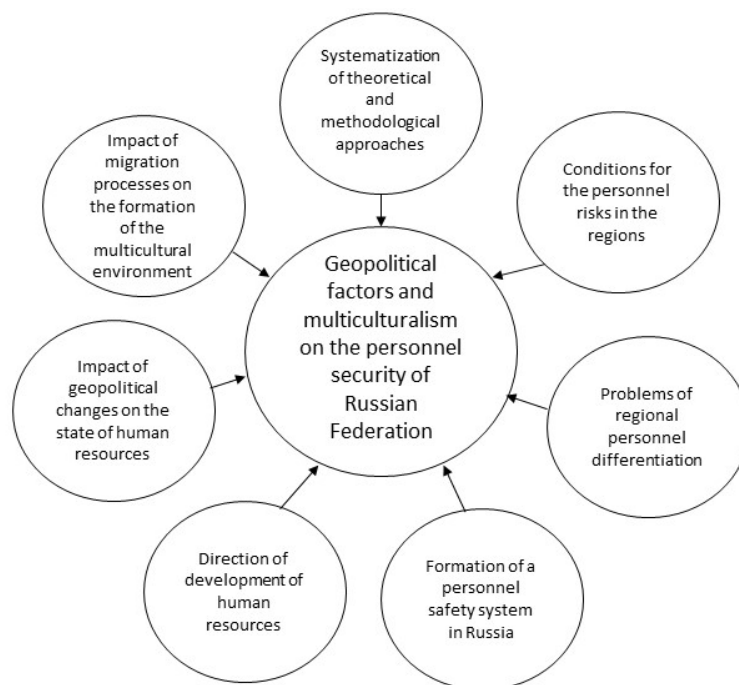 Systematization
of theoretical
and
methodological
approaches
Impact of
migration
processes on
the formation
of the
multicultural
environment
Conditions for
the personnel
risks in the
regions
Geopolitical
factors and
multiculturalism
on the personnel
security of
Russian
Federation
Impact of
geopolitical
changes on the
state of human
resources
Problems of
regional
personnel
differentiation
Direction of
development of
human
resources
Formation of a
personnel
safety system
in Russia